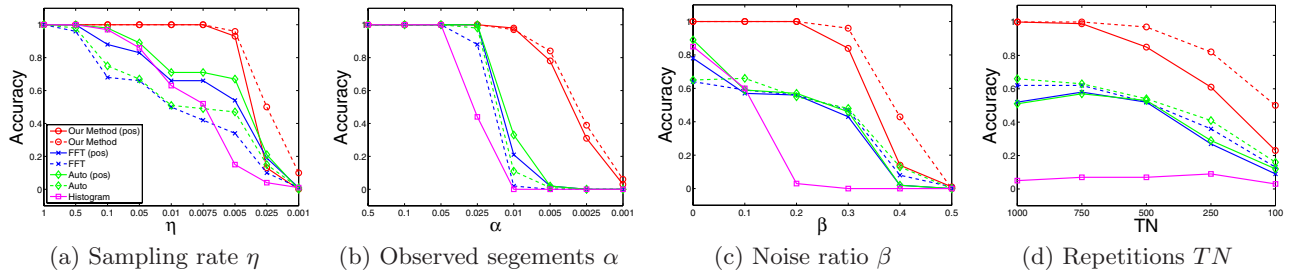 Accuracy
1
0.8
0.6
0.4
0.2
0
Our Method (pos)
Our Method
FFT (pos)
FFT
Auto (pos)
Auto
Histogram
1 0.5 0.1 0.05 0.01 0.0075 0.005 0.025 0.001
η
(a) Sampling rate η
Accuracy
1
0.8
0.6
0.4
0.2
0
0.5 0.1 0.05 0.025 0.01 0.005 0.0025 0.001
α
(b) Observed segements α
Accuracy
1
0.8
0.6
0.4
0.2
0
0 0.1 0.2 0.3 0.4 0.5
β
(c) Noise ratio β
Accuracy
1
0.8
0.6
0.4
0.2
0
1000 750 500 250 100
TN
(d) Repetitions TN